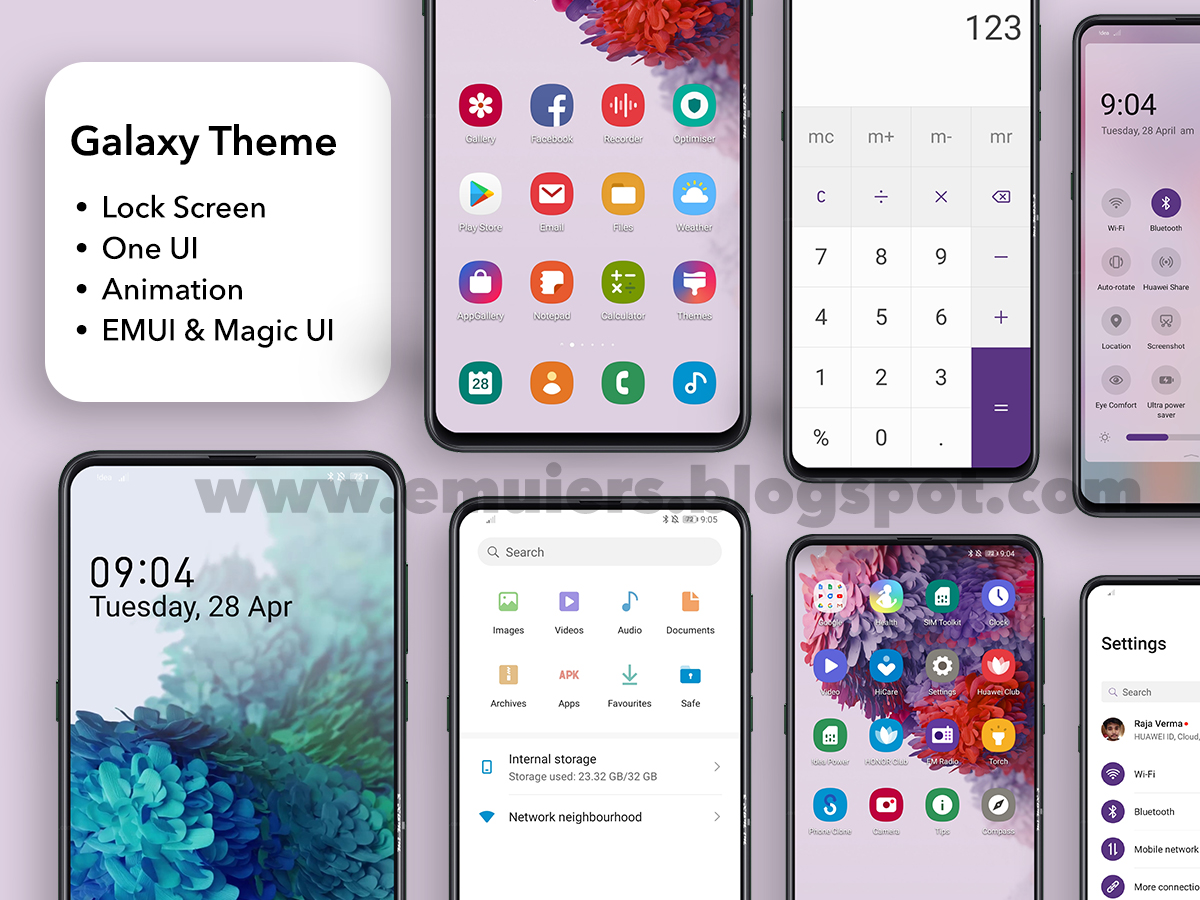 Galaxy Theme
• Lock Screen
• One UI
• Animation
• EMUI & Magic UI
Gallery Facebook Recorder Optimiser
Play Store Email Files Weather
AppGallery Notepad Calculator Themes
28
123
mc m+ m- mr
C ÷ ×
7 8 9 −
4 5 6 +
1 2 3 =
% 0 .
Idea
9:04
Tuesday, 28 April am
Wi-Fi Bluetooth
Auto-rotate Huawei Share
Location Screenshot
Eye Comfort Ultra power
saver
www.emuiers.blogspot.com
Idea 72
09:04
Tuesday, 28 Apr
72 9:05
Search
Images Videos Audio Documents
APK
Archives Apps Favourites Safe
Internal storage
Storage used: 23.32 GB/32 GB
Network neighbourhood
72 9:04
Google Health SIM Toolkit Clock
Video HiCare Settings Huawei Club
Idea Power HONOR Club FM Radio Torch
Phone Clone Camera Tips Compass
Settings
Search
Raja Verma
HUAWEI ID, Cloud,
Wi-Fi
Bluetooth
Mobile network
More connectio